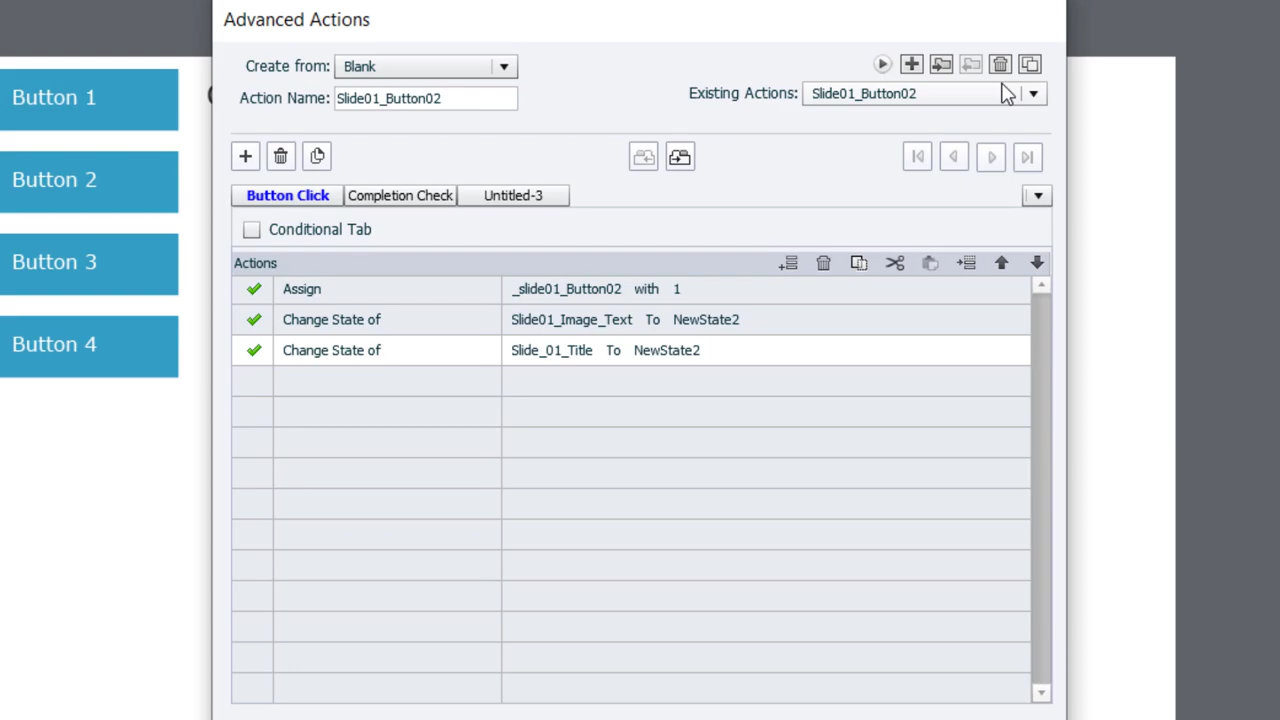 Advanced Actions
Create from: Blank
Action Name: Slide01_Button02
Existing Actions: Slide01_Button02
Button Click Completion Check Untitled-3
Conditional Tab
Actions
Assign _slide01_Button02 with 1
Change State of Slide01_Image_Text To NewState2
Change State of Slide_01_Title To NewState2
Button 1
Button 2
Button 3
Button 4